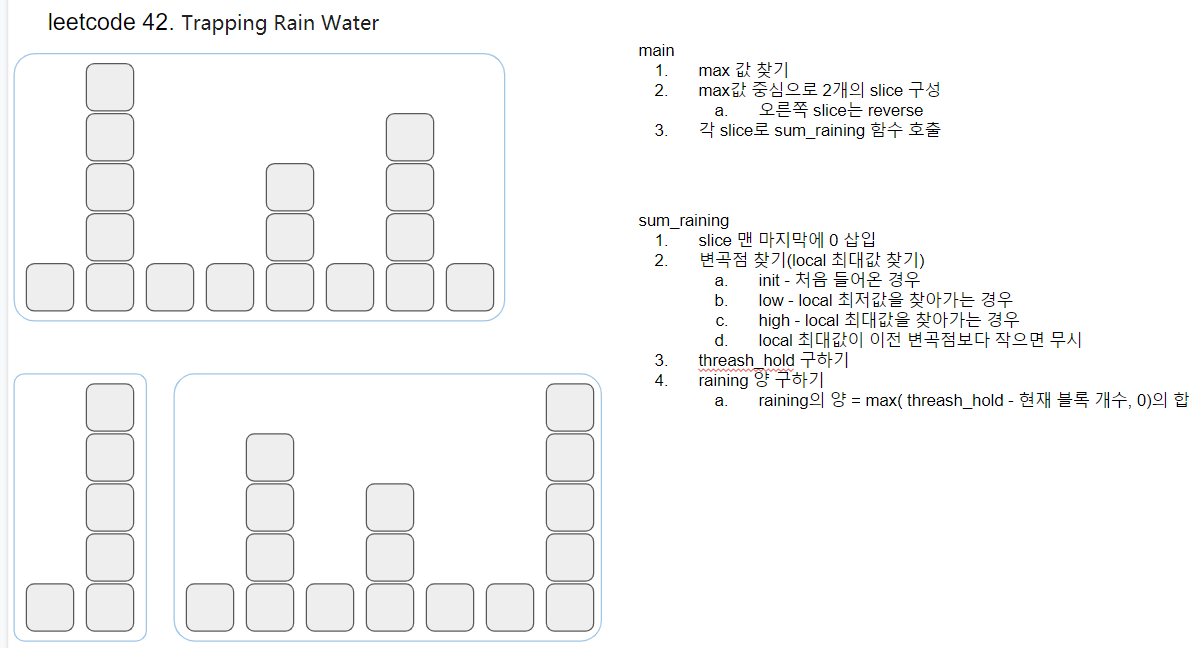 leetcode 42. Trapping Rain Water
main
1. max 값 찾기
2. max값 중심으로 2개의 slice 구성
a. 오른쪽 slice는 reverse
3. 각 slice로 sum_raining 함수 호출
sum_raining
1. slice 맨 마지막에 0 삽입
2. 변곡점 찾기(local 최대값 찾기)
a. init - 처음 들어온 경우
b. low - local 최저값을 찾아가는 경우
c. high - local 최대값을 찾아가는 경우
d. local 최대값이 이전 변곡점보다 작으면 무시
3. threash_hold 구하기
4. raining 양 구하기
a. raining의 양 = max( threash_hold - 현재 블록 개수, 0)의 합